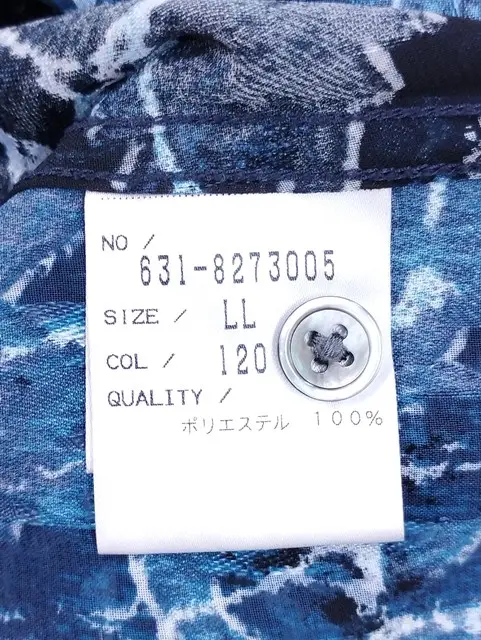 NO /
631-8273005
SIZE / LL
COL / 120
QUALITY /
ポリエステル 100%